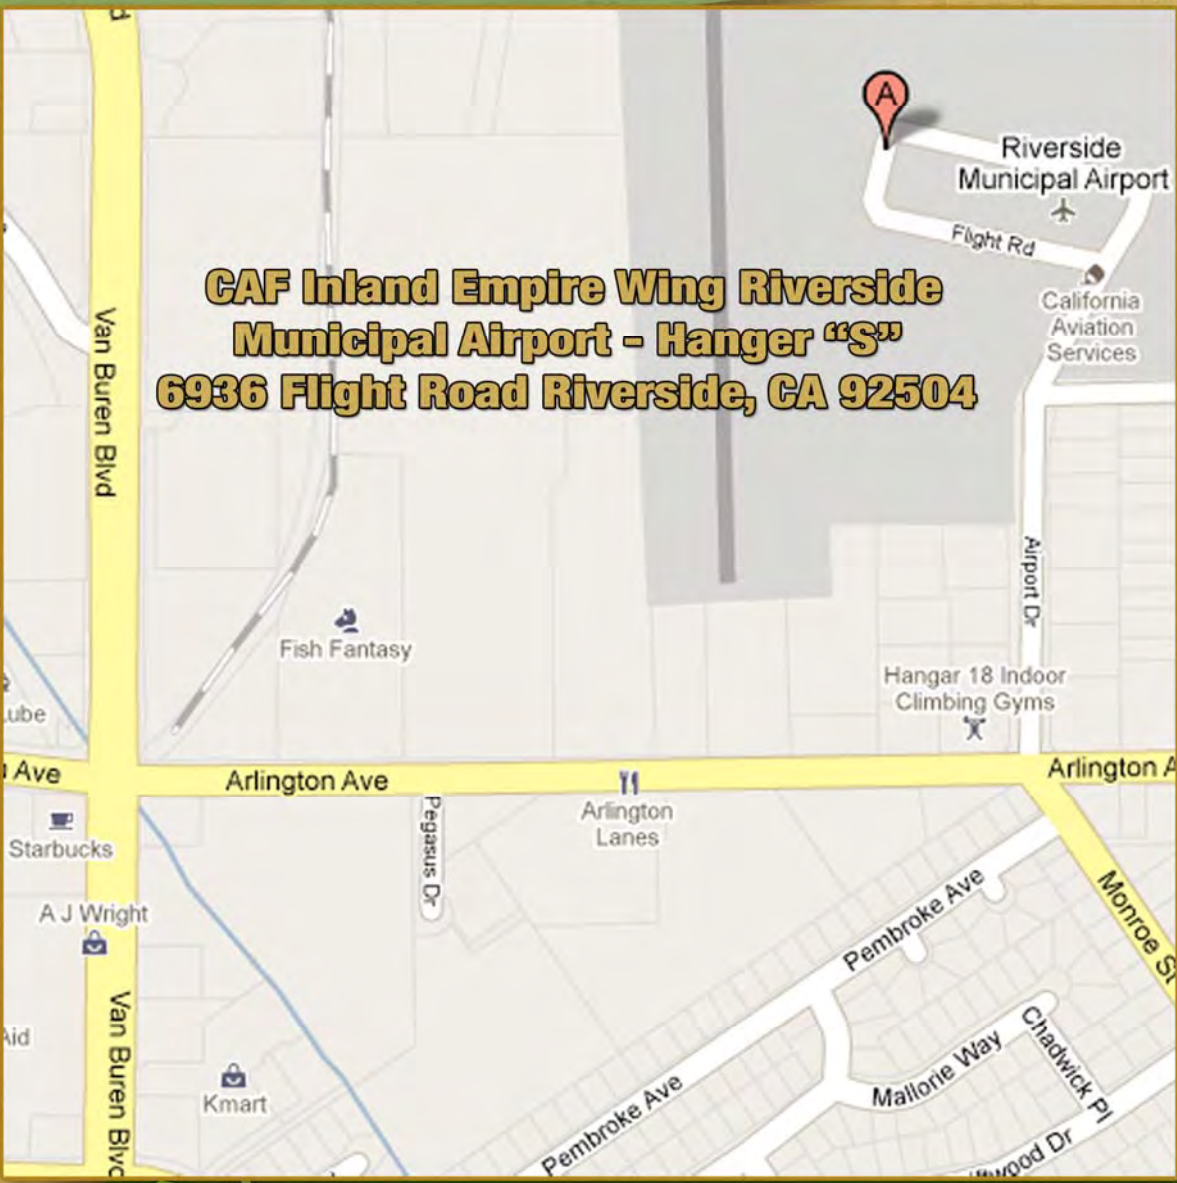 A
Riverside
Municipal Airport
Flight Rd
CAF Inland Empire Wing Riverside
Municipal Airport - Hanger “S”
6936 Flight Road Riverside, CA 92504
California
Aviation
Services
Van Buren Blvd
Airport Dr
Fish Fantasy
Hangar 18 Indoor
Climbing Gyms
Ave
Arlington Ave
Arlington A
Arlington
Lanes
Pegasus Dr
Starbucks
A J Wright
Monroe St
Pembroke Ave
Van Buren Blvd
Aid
Kmart
Chadwick Pl
Mallorie Way
Pembroke Ave
wood Dr